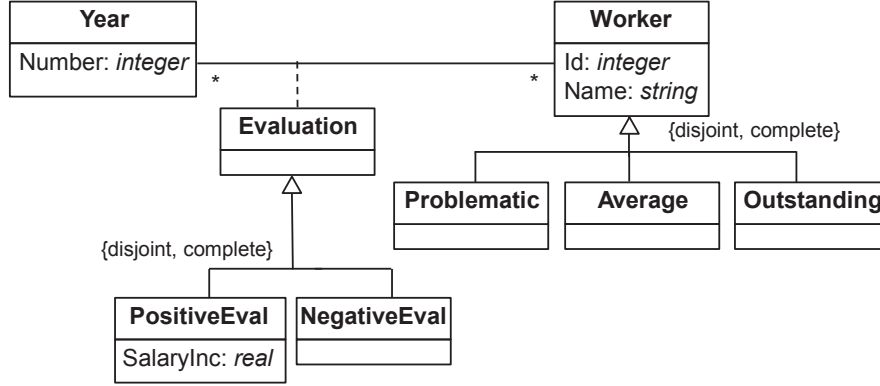 Year
Number: integer
*
*
Worker
Id: integer
Name: string
Evaluation
{disjoint, complete}
Problematic
Average
Outstanding
{disjoint, complete}
PositiveEval
SalaryInc: real
NegativeEval